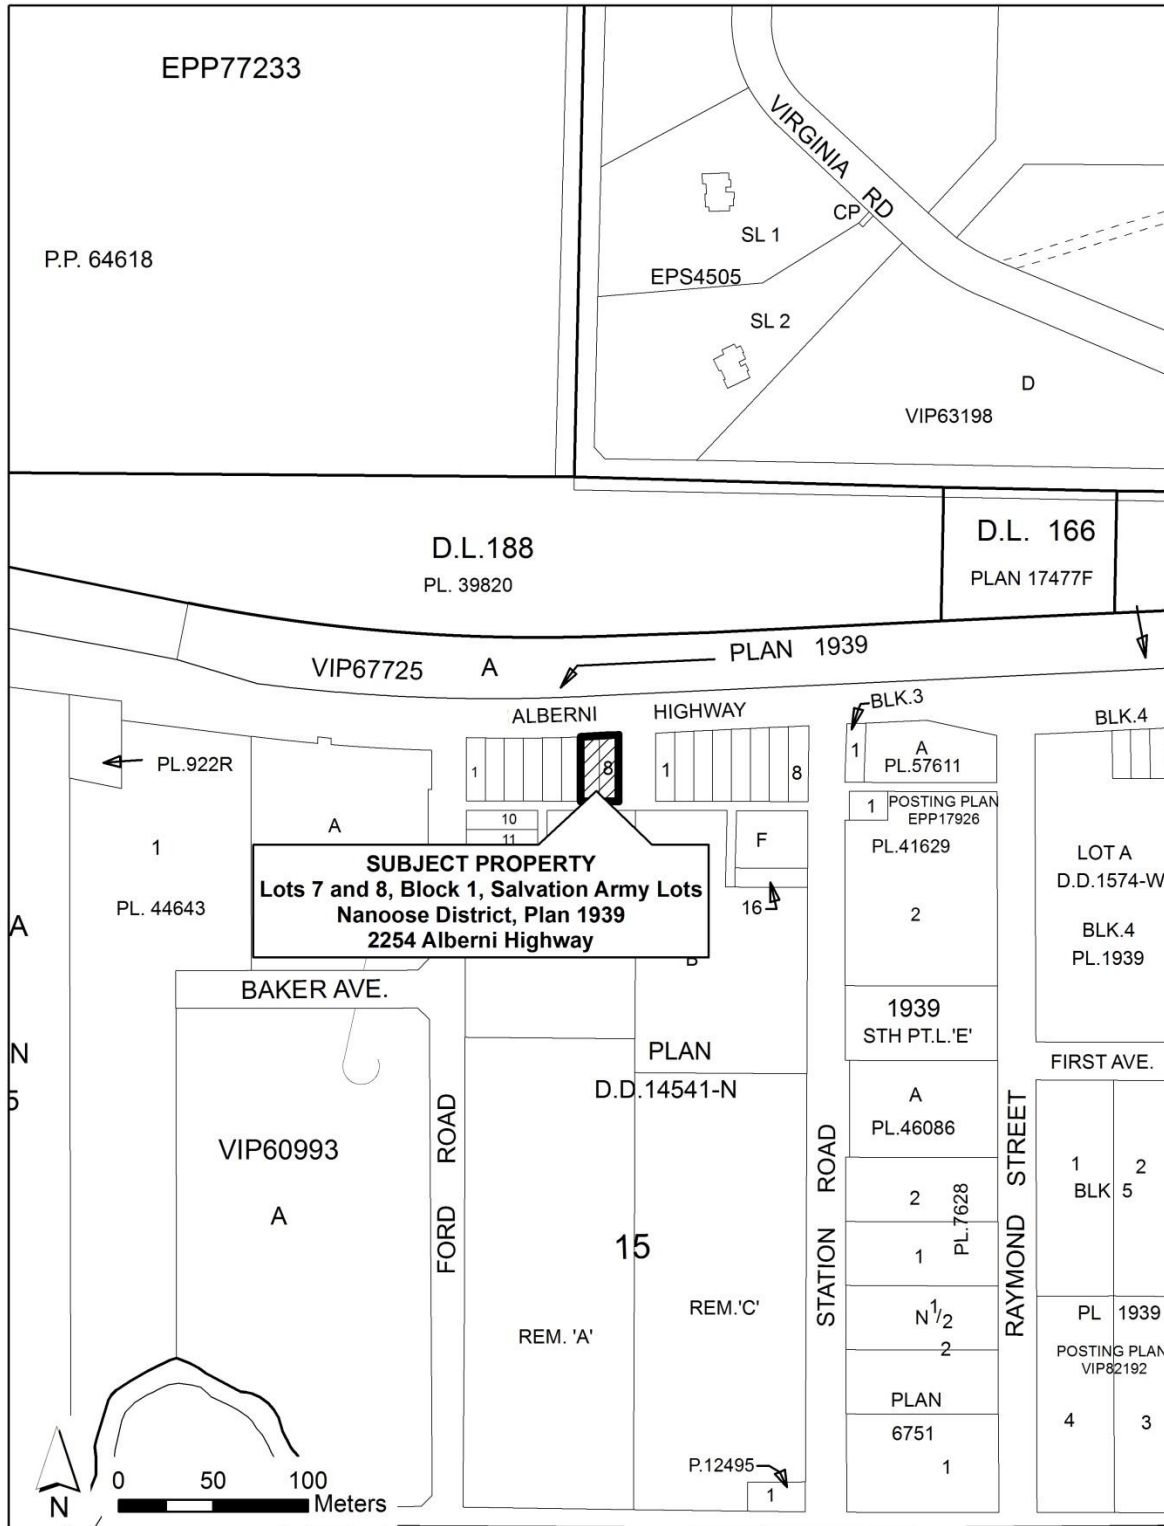 EPP77233
P.P. 64618
VIRGINIA RD
CP
SL 1
EPS4505
SL 2
D
VIP63198
D.L.188
PL. 39820
D.L. 166
PLAN 17477F
PLAN 1939
VIP67725 A
ALBERNI HIGHWAY
BLK.3
BLK.4
PL.922R
1
8
1
8
1
A
PL.57611
1
POSTING PLAN
EPP17926
A
10
11
F
16
1
PL. 44643
PL.41629
2
LOT A
D.D.1574-W
BLK.4
PL.1939
SUBJECT PROPERTY
Lots 7 and 8, Block 1, Salvation Army Lots
Nanoose District, Plan 1939
2254 Alberni Highway
A
N
5
BAKER AVE.
1939
STH PT.L.'E'
PLAN
D.D.14541-N
FIRST AVE.
A
PL.46086
VIP60993
A
FORD ROAD
15
STATION ROAD
2
PL.7628
1
RAYMOND STREET
1
2
BLK 5
REM. 'A'
REM.'C'
N 1/2
2
PL 1939
POSTING PLAN
VIP82192
PLAN
6751
1
4
3
P.12495
1
N
0 50 100
Meters